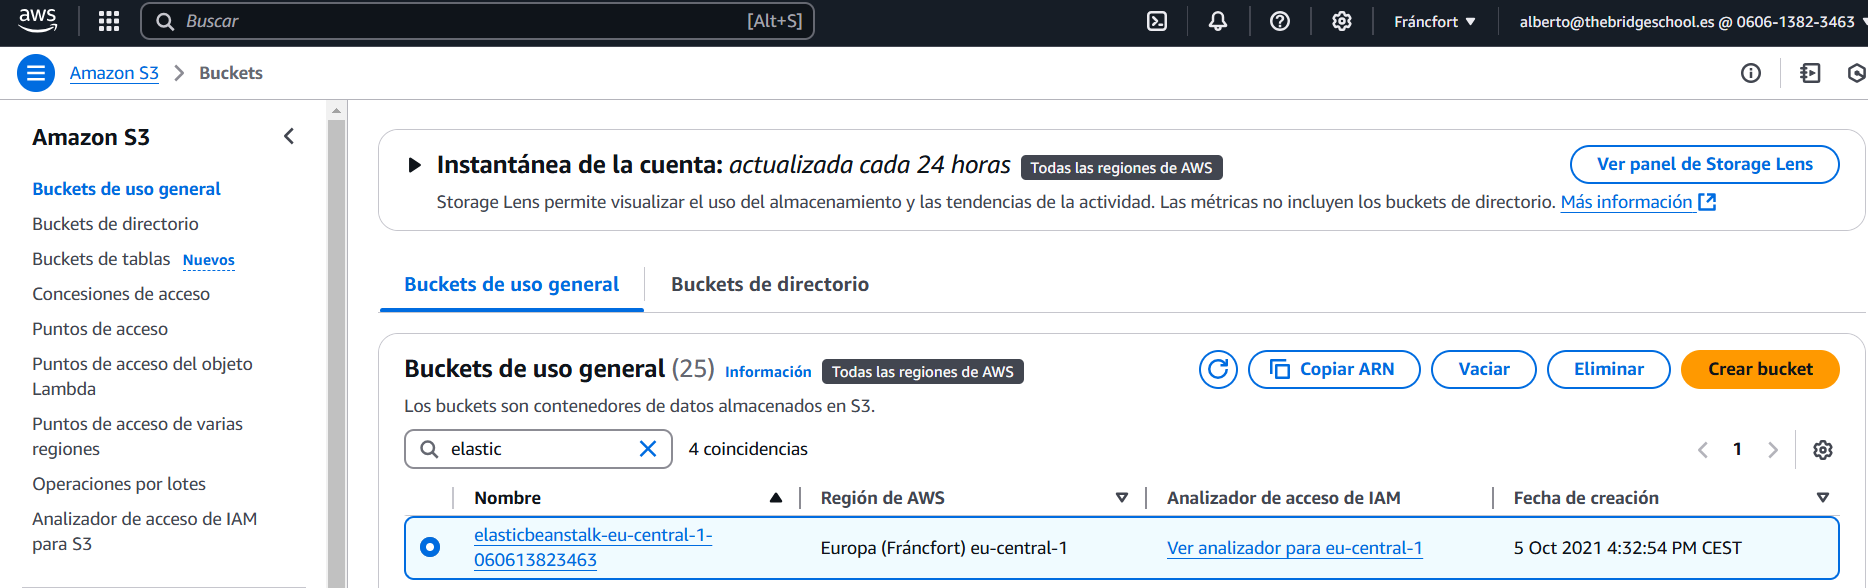 aws
Buscar
[Alt+S]
Fráncfort
alberto@thebridgeschool.es @ 0606-1382-3463
Amazon S3
Buckets
Amazon S3
Buckets de uso general
Buckets de directorio
Buckets de tablas Nuevos
Concesiones de acceso
Puntos de acceso
Puntos de acceso del objeto
Lambda
Puntos de acceso de varias
regiones
Operaciones por lotes
Analizador de acceso de IAM
para S3
Instantánea de la cuenta: actualizada cada 24 horas Todas las regiones de AWS
Ver panel de Storage Lens
Storage Lens permite visualizar el uso del almacenamiento y las tendencias de la actividad. Las métricas no incluyen los buckets de directorio. Más información
Buckets de uso general
Buckets de directorio
Buckets de uso general (25) Información Todas las regiones de AWS
Copiar ARN
Vaciar
Eliminar
Crear bucket
Los buckets son contenedores de datos almacenados en S3.
elastic
4 coincidencias
1
Nombre
Región de AWS
Analizador de acceso de IAM
Fecha de creación
elasticbeanstalk-eu-central-1-
060613823463
Europa (Fráncfort) eu-central-1
Ver analizador para eu-central-1
5 Oct 2021 4:32:54 PM CEST